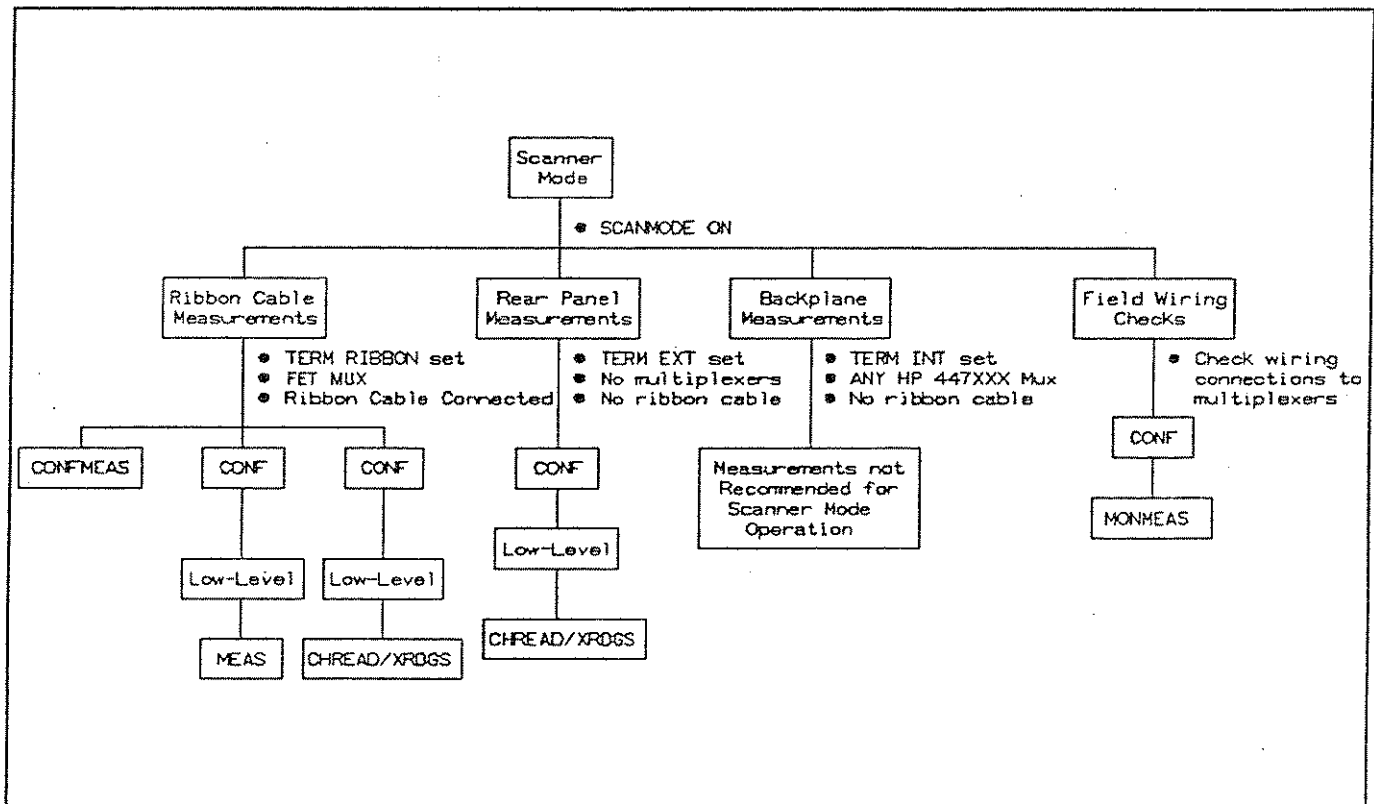 Scanner
Mode
● SCANMODE ON
Ribbon Cable
Measurements
Rear Panel
Measurements
Backplane
Measurements
Field Wiring
Checks
● TERM RIBBON set
● FET MUX
● Ribbon Cable Connected
● TERM EXT set
● No multiplexers
● No ribbon cable
● TERM INT set
● ANY HP 447XXX Mux
● No ribbon cable
● Check wiring
connections to
multiplexers
CONFMEAS
CONF
CONF
CONF
Measurements not
Recommended for
Scanner Mode
Operation
CONF
MONMEAS
Low-Level
Low-Level
Low-Level
MEAS
CHREAD/XRDGS
CHREAD/XRDGS